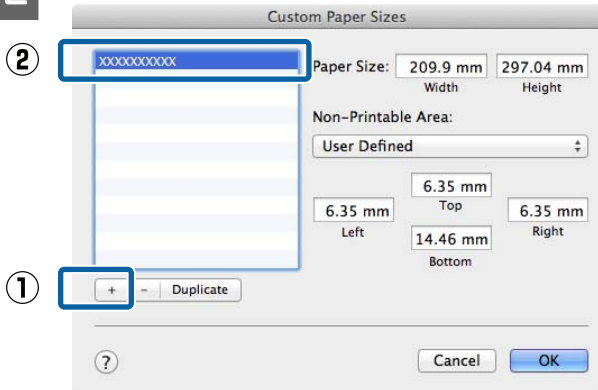 Custom Paper Sizes
2
XXXXXXXXXX
Paper Size: 209.9 mm 297.04 mm
Width Height
Non-Printable Area:
User Defined
6.35 mm
Top
6.35 mm 6.35 mm
Left Right
14.46 mm
Bottom
1
+ - Duplicate
? Cancel OK